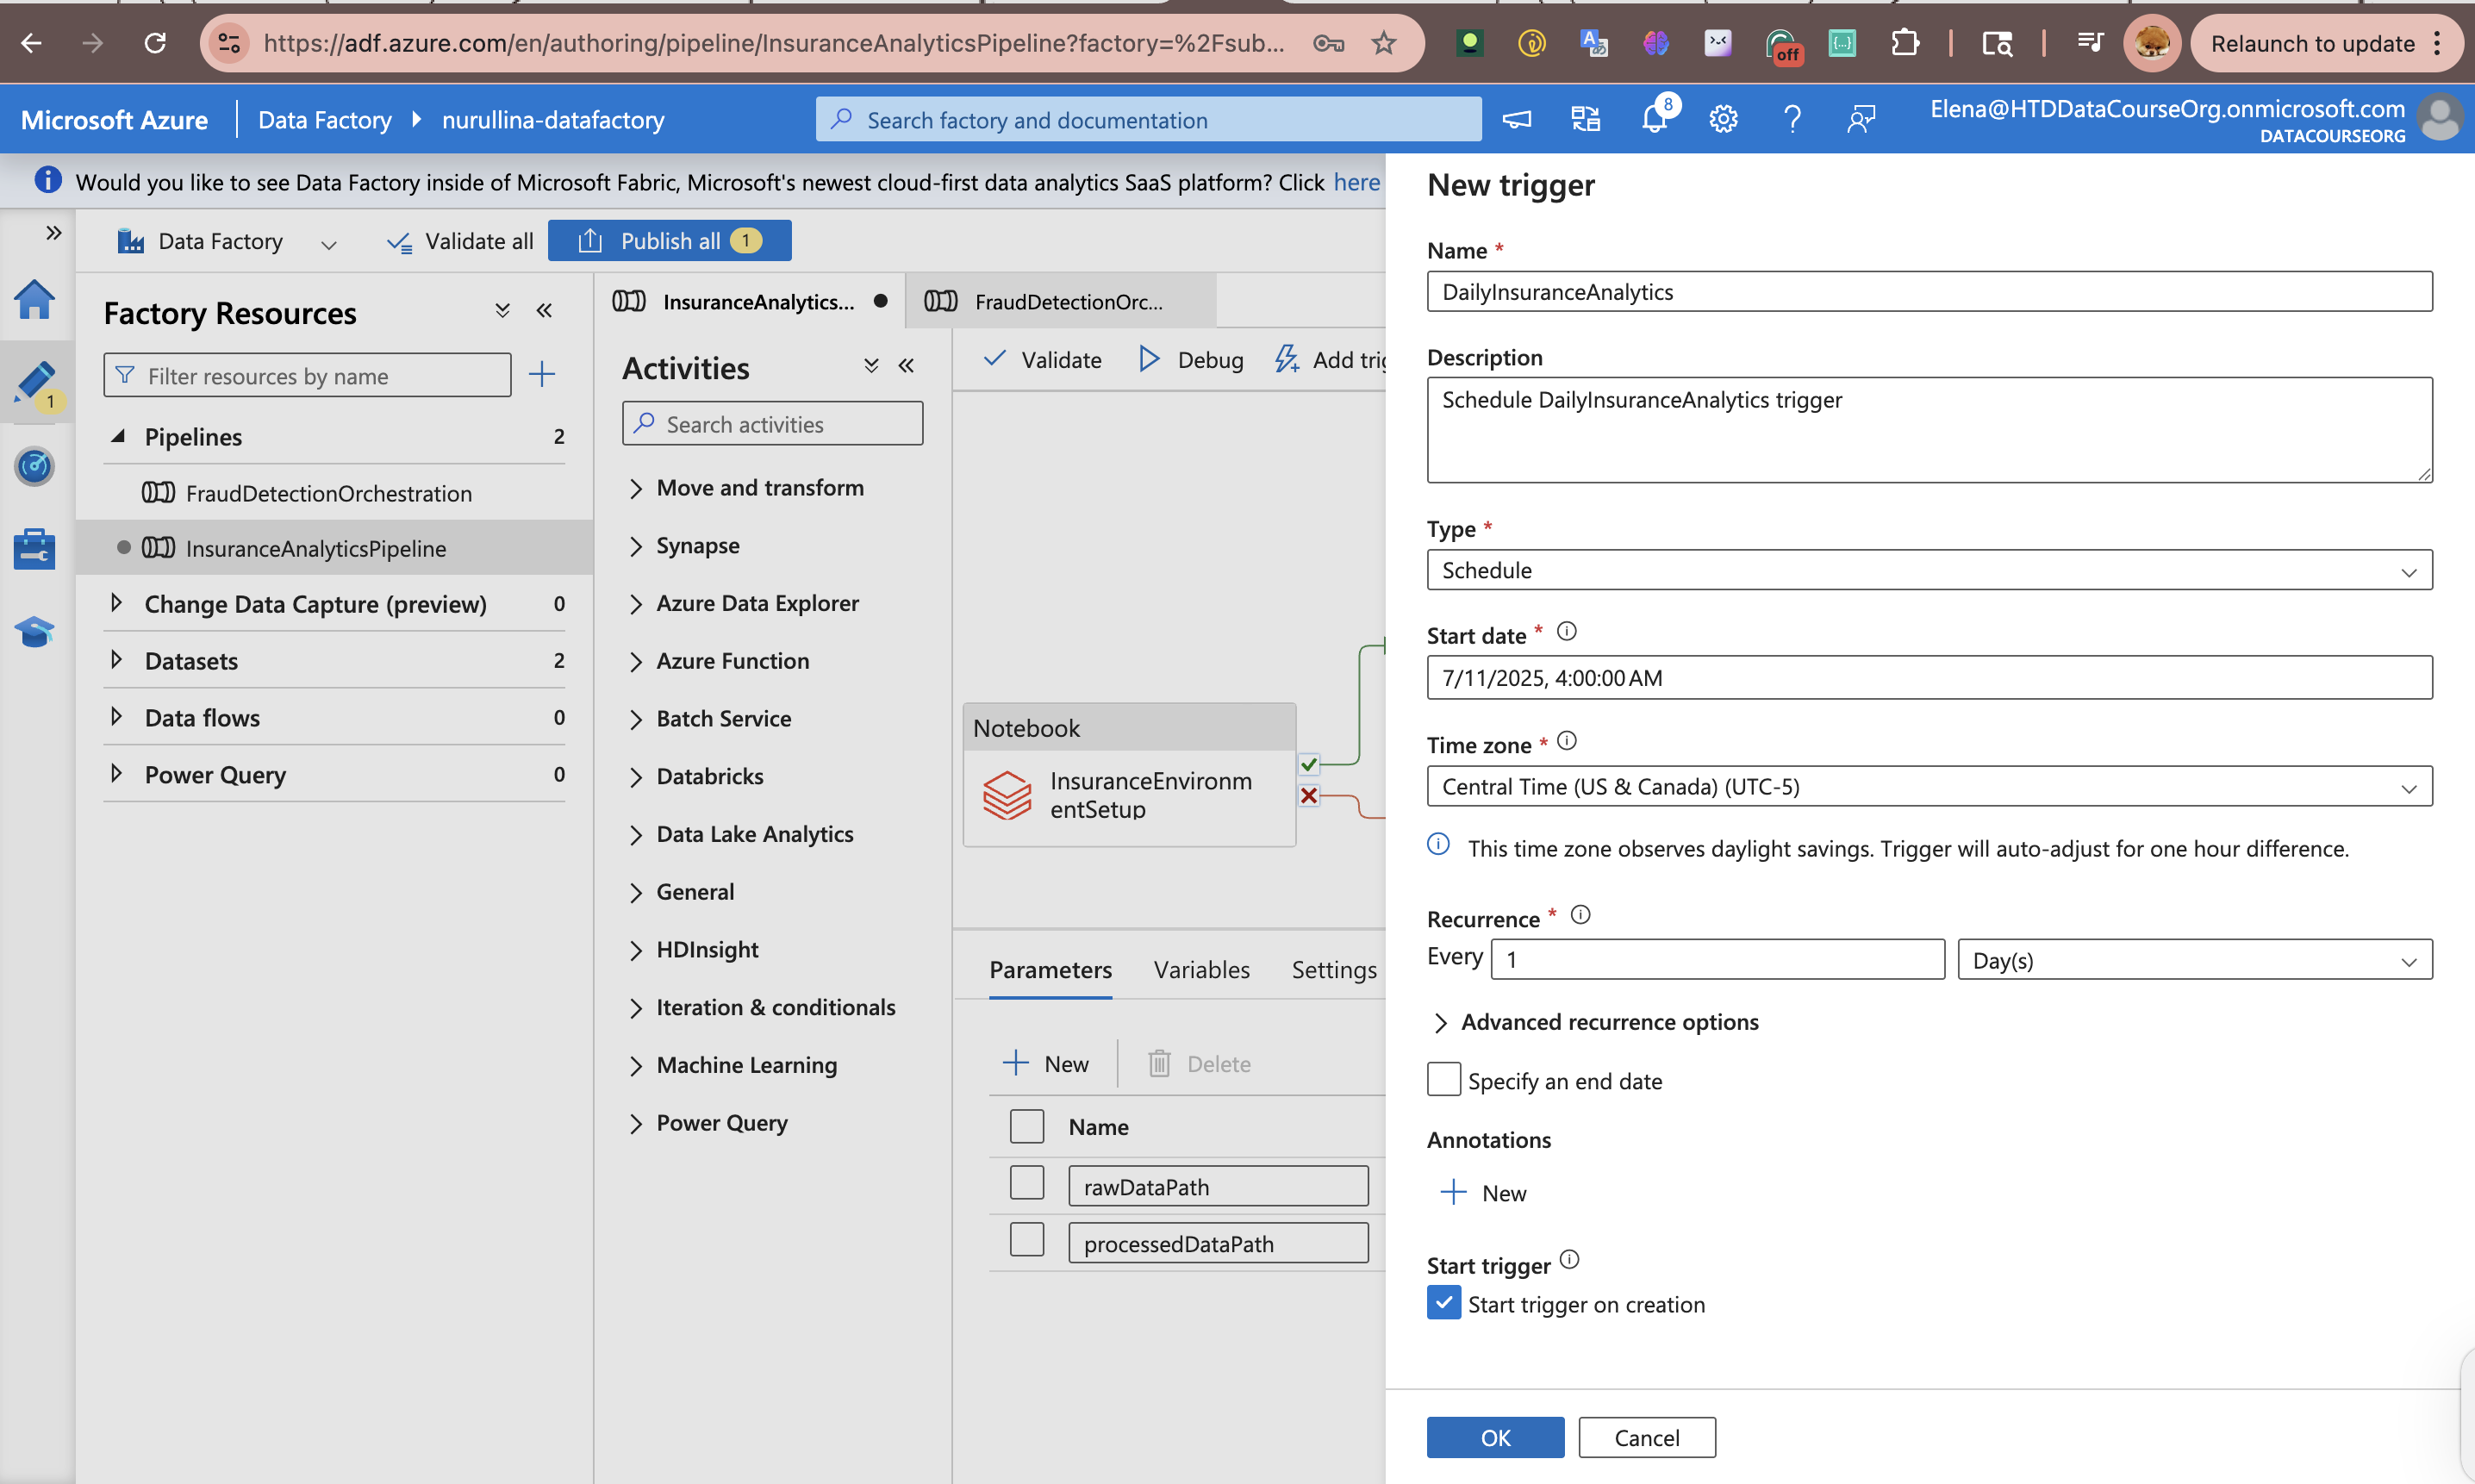 https://adf.azure.com/en/authoring/pipeline/InsuranceAnalyticsPipeline?factory=%2Fsub...
off
Relaunch to update
Microsoft Azure
Data Factory
nurullina-datafactory
Search factory and documentation
8
Elena@HTDDataCourseOrg.onmicrosoft.com
DATACOURSEORG
Would you like to see Data Factory inside of Microsoft Fabric, Microsoft's newest cloud-first data analytics SaaS platform? Click here
Data Factory
Validate all
Publish all 1
Factory Resources
Filter resources by name
1
Pipelines 2
FraudDetectionOrchestration
InsuranceAnalyticsPipeline
Change Data Capture (preview) 0
Datasets 2
Data flows 0
Power Query 0
InsuranceAnalytics...
FraudDetectionOrc...
Activities
Search activities
Move and transform
Synapse
Azure Data Explorer
Azure Function
Batch Service
Databricks
Data Lake Analytics
General
HDInsight
Iteration & conditionals
Machine Learning
Power Query
Validate
Debug
Add trig
Notebook
InsuranceEnvironm
entSetup
Parameters
Variables
Settings
New
Delete
Name
rawDataPath
processedDataPath
New trigger
Name *
DailyInsuranceAnalytics
Description
Schedule DailyInsuranceAnalytics trigger
Type *
Schedule
Start date *
7/11/2025, 4:00:00 AM
Time zone *
Central Time (US & Canada) (UTC-5)
This time zone observes daylight savings. Trigger will auto-adjust for one hour difference.
Recurrence *
Every 1 Day(s)
Advanced recurrence options
Specify an end date
Annotations
New
Start trigger
Start trigger on creation
OK
Cancel